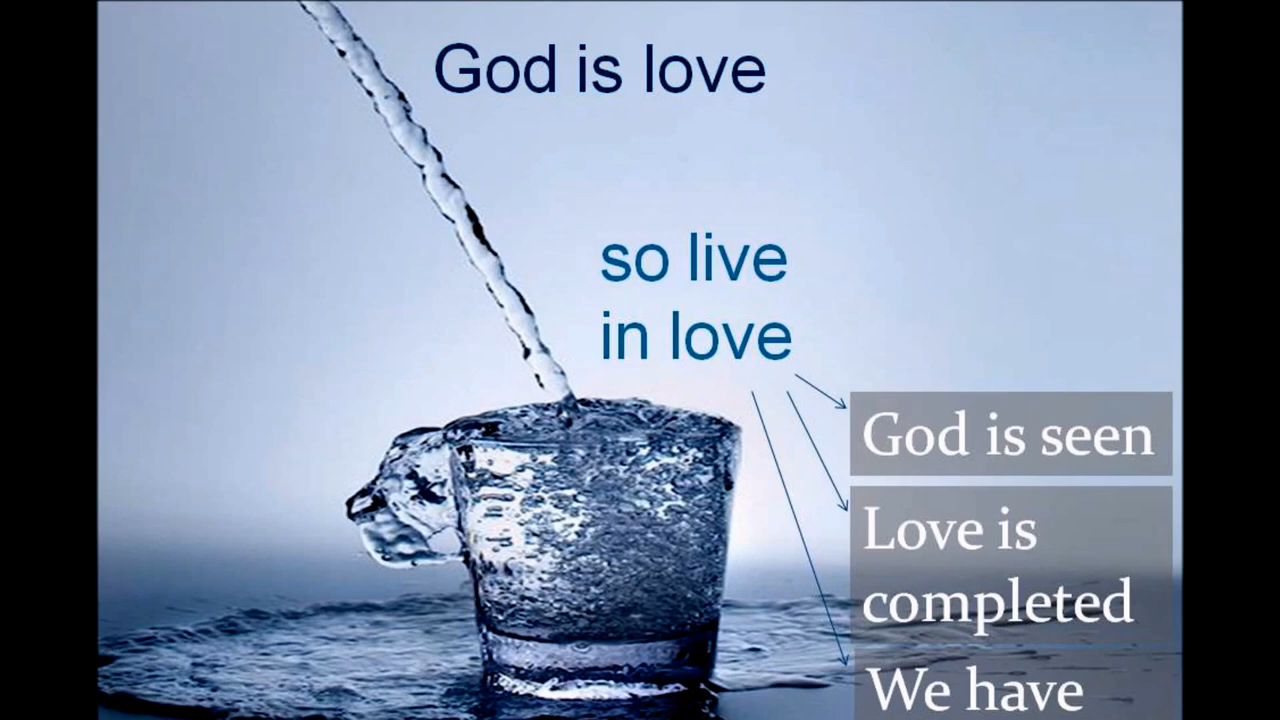 God is love
so live
in love
God is seen
Love is
completed
We have